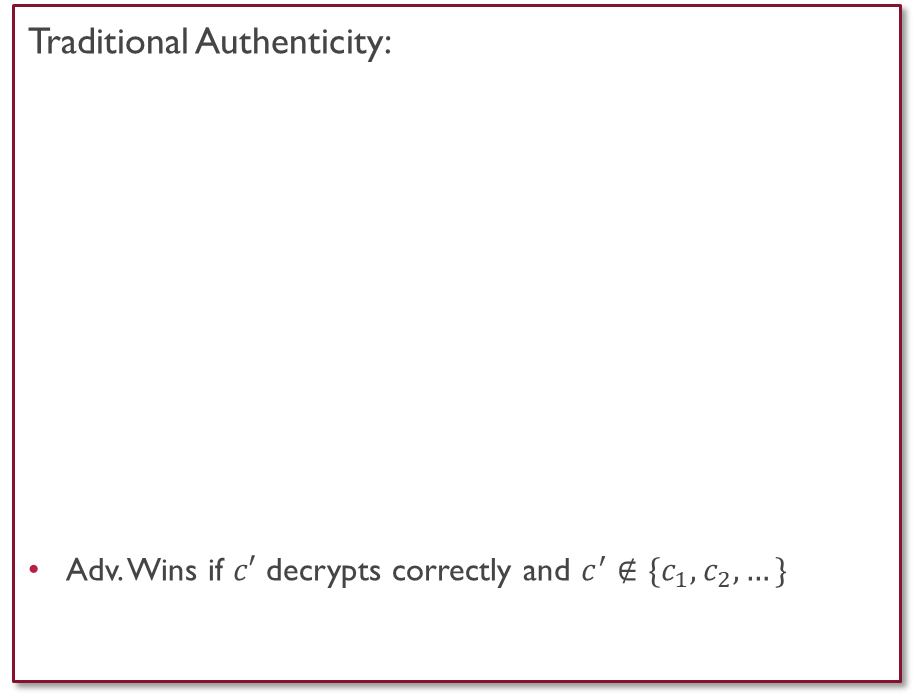 Traditional Authenticity:
• Adv. Wins if c′ decrypts correctly and c′ ∉ {c₁, c₂, … }